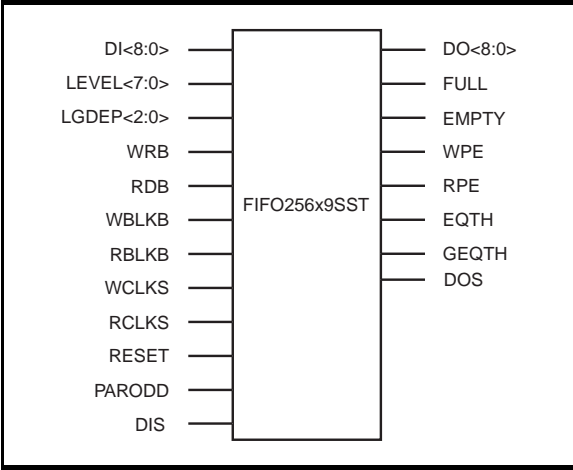 DI<8:0> DO<8:0>
LEVEL<7:0> FULL
LGDEP<2:0> EMPTY
WRB WPE
RDB RPE
FIFO256x9SST
WBLKB EQTH
RBLKB GEQTH
WCLKS DOS
RCLKS
RESET
PARODD
DIS